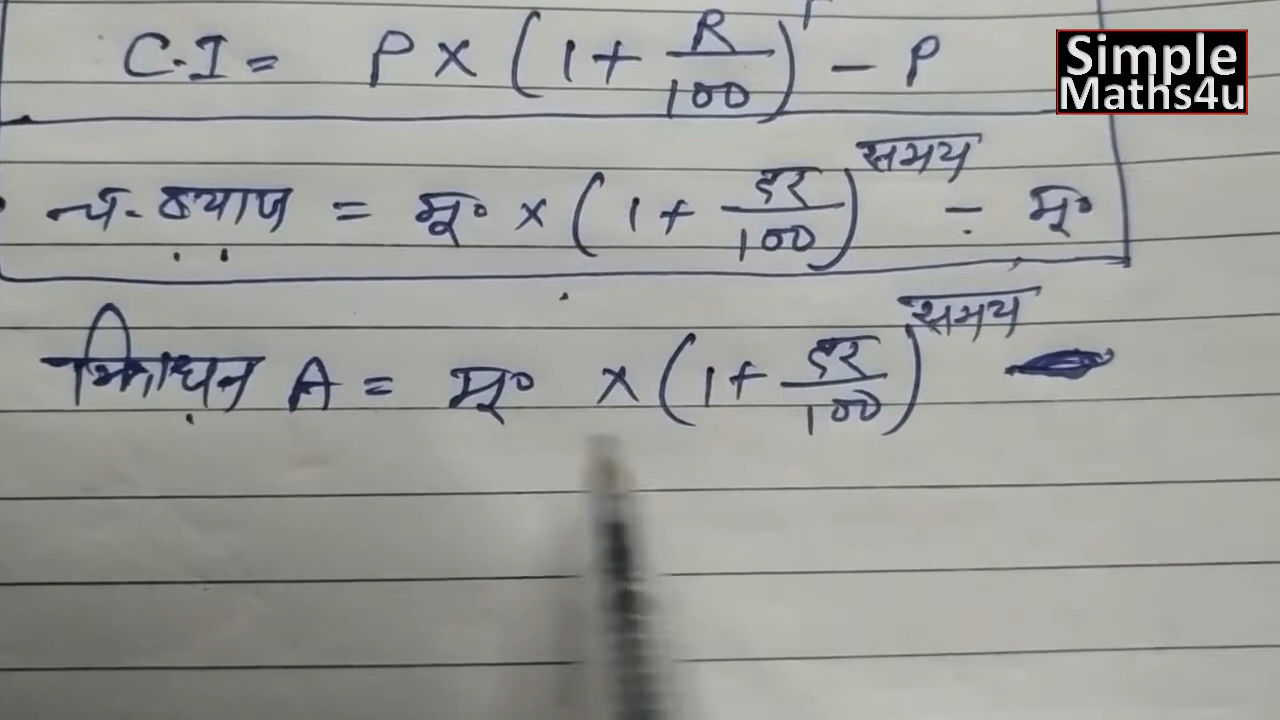 C.I = P × (1 + R/100) - P
Simple
Maths4u
च. ब्याज = मू० × (1 + दर/100)^समय - मू०
मिश्रधन A = मू० × (1 + दर/100)^समय